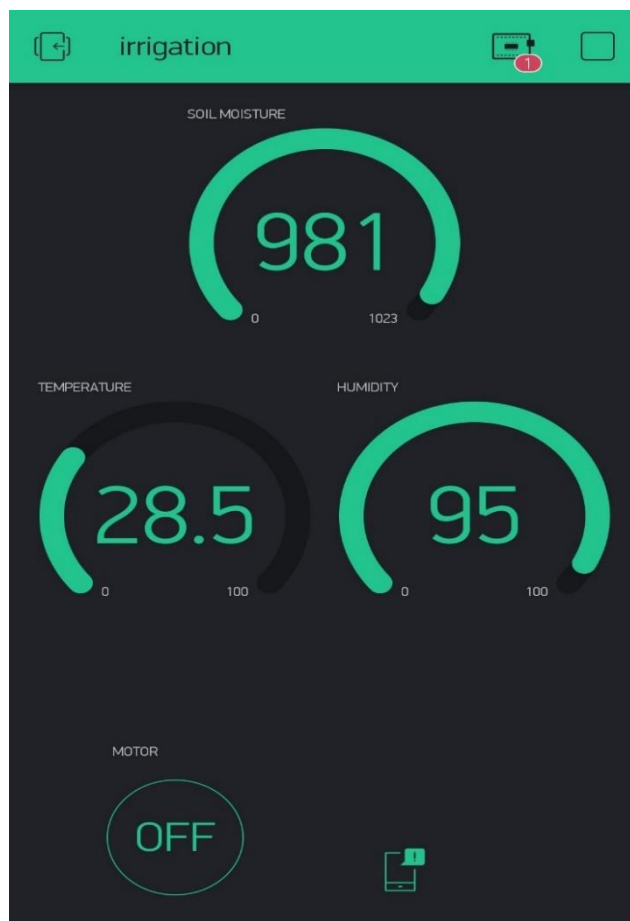 irrigation
1
SOIL MOISTURE
981
0 1023
TEMPERATURE HUMIDITY
28.5 95
0 100 0 100
MOTOR
OFF
!